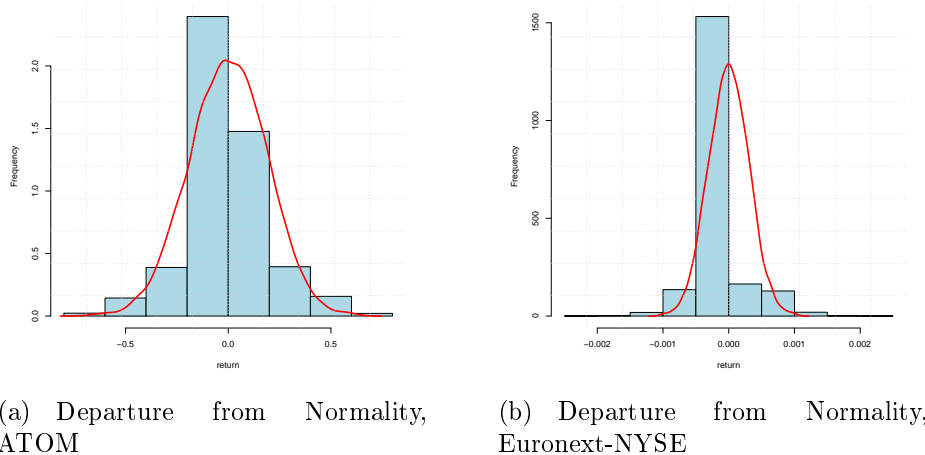 Frequency
0.0
0.5
1.0
1.5
2.0
−0.5
0.0
0.5
return
Frequency
0
500
1000
1500
−0.002
−0.001
0.000
0.001
0.002
return
(a) Departure from Normality,
ATOM
(b) Departure from Normality,
Euronext-NYSE